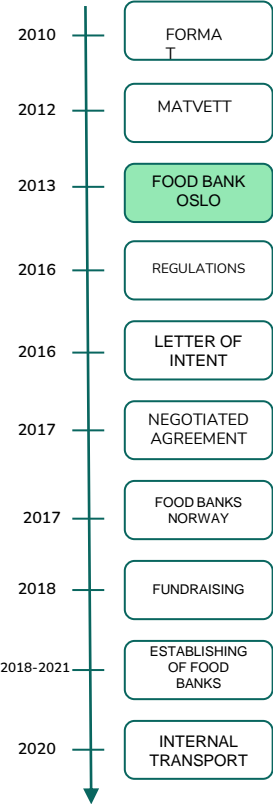 2010
FORMA
T
2012
MATVETT
2013
FOOD BANK
OSLO
2016
REGULATIONS
2016
LETTER OF
INTENT
2017
NEGOTIATED
AGREEMENT
2017
FOOD BANKS
NORWAY
2018
FUNDRAISING
2018-2021
ESTABLISHING
OF FOOD
BANKS
2020
INTERNAL
TRANSPORT